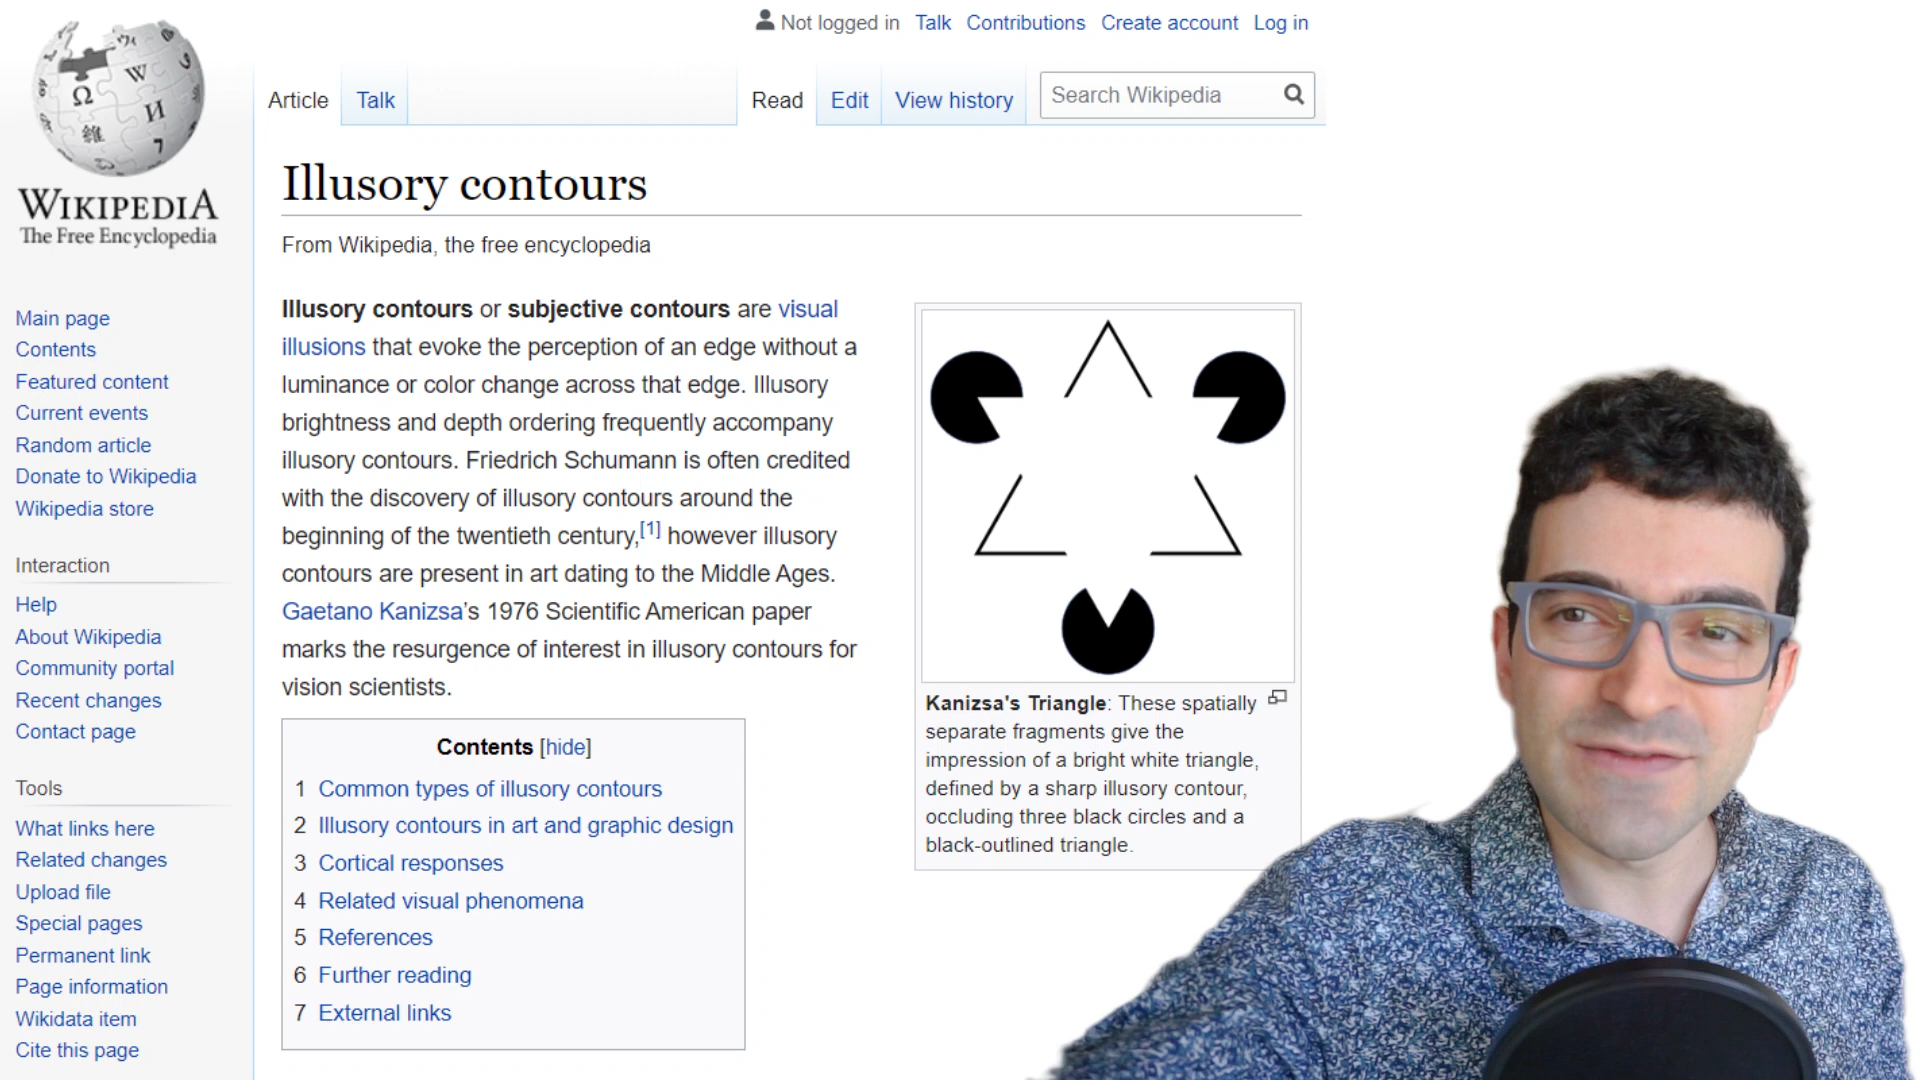 Not logged in Talk Contributions Create account Log in
Article Talk Read Edit View history Search Wikipedia
WIKIPEDIA
The Free Encyclopedia
Main page
Contents
Featured content
Current events
Random article
Donate to Wikipedia
Wikipedia store
Interaction
Help
About Wikipedia
Community portal
Recent changes
Contact page
Tools
What links here
Related changes
Upload file
Special pages
Permanent link
Page information
Wikidata item
Cite this page
Illusory contours
From Wikipedia, the free encyclopedia
Illusory contours or subjective contours are visual
illusions that evoke the perception of an edge without a
luminance or color change across that edge. Illusory
brightness and depth ordering frequently accompany
illusory contours. Friedrich Schumann is often credited
with the discovery of illusory contours around the
beginning of the twentieth century,[1] however illusory
contours are present in art dating to the Middle Ages.
Gaetano Kanizsa’s 1976 Scientific American paper
marks the resurgence of interest in illusory contours for
vision scientists.
Contents [hide]
1 Common types of illusory contours
2 Illusory contours in art and graphic design
3 Cortical responses
4 Related visual phenomena
5 References
6 Further reading
7 External links
Kanizsa's Triangle: These spatially
separate fragments give the
impression of a bright white triangle,
defined by a sharp illusory contour,
occluding three black circles and a
black-outlined triangle.